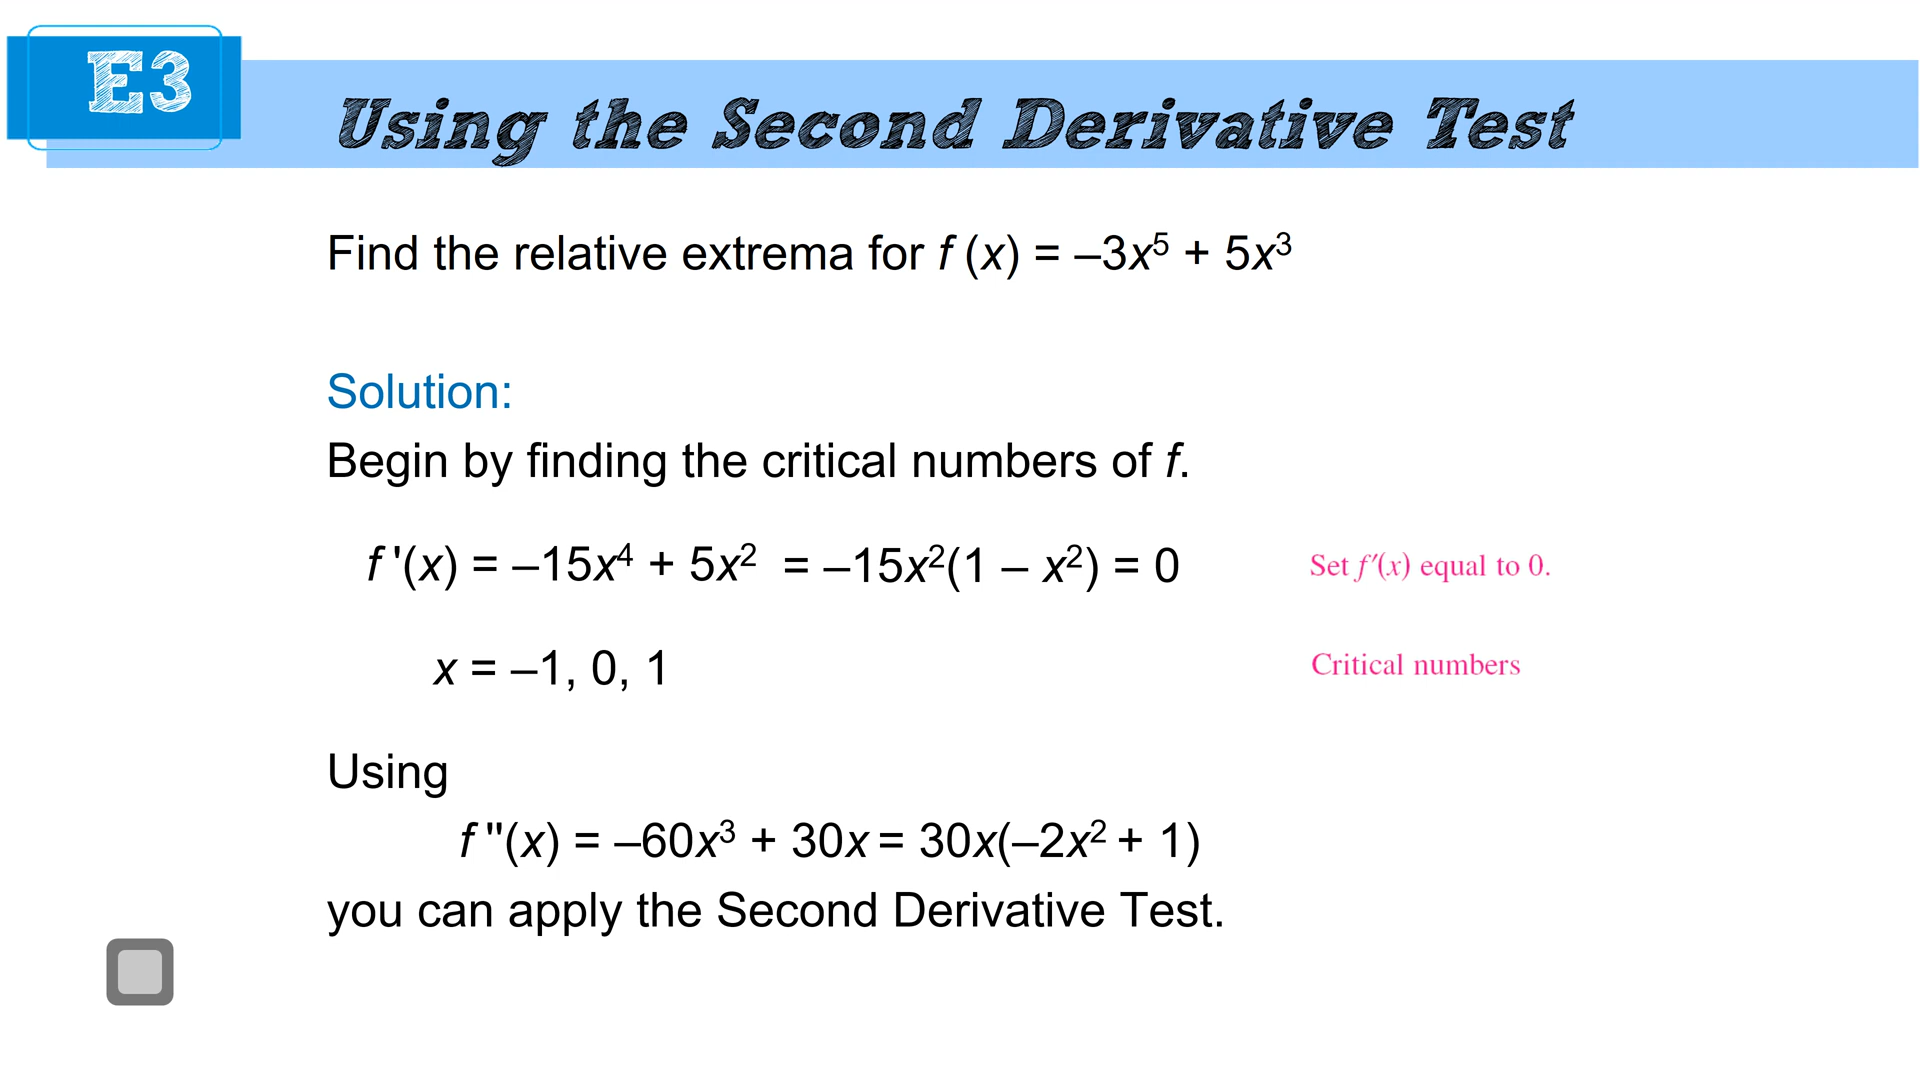 E3
Using the Second Derivative Test
Find the relative extrema for f (x) = –3x⁵ + 5x³
Solution:
Begin by finding the critical numbers of f.
f '(x) = –15x⁴ + 5x² = –15x²(1 – x²) = 0 Set f′(x) equal to 0.
x = –1, 0, 1 Critical numbers
Using
f "(x) = –60x³ + 30x = 30x(–2x² + 1)
you can apply the Second Derivative Test.